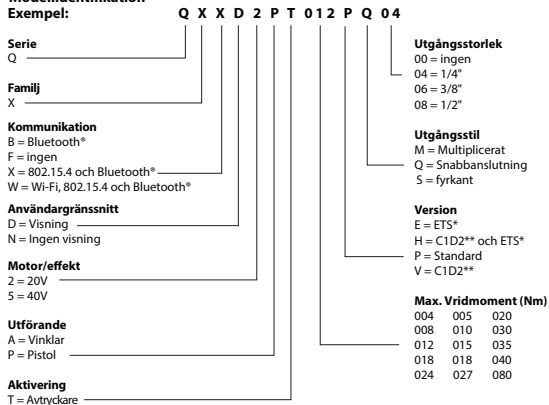 Modellidentifikation
Exempel: Q X X D 2 P T 0 1 2 P Q 0 4
Serie
Q
Familj
X
Kommunikation
B = Bluetooth®
F = ingen
X = 802.15.4 och Bluetooth®
W = Wi-Fi, 802.15.4 och Bluetooth®
Användargränssnitt
D = Visning
N = Ingen visning
Motor/effekt
2 = 20V
5 = 40V
Utförande
A = Vinklar
P = Pistol
Aktivering
T = Avtryckare
Utgångsstorlek
00 = ingen
04 = 1/4"
06 = 3/8"
08 = 1/2"
Utgångsstil
M = Multiplicerat
Q = Snabbanslutning
S = fyrkant
Version
E = ETS*
H = C1D2** och ETS*
P = Standard
V = C1D2**
Max. Vridmoment (Nm)
004 005 020
008 010 030
012 015 035
018 018 040
024 027 080